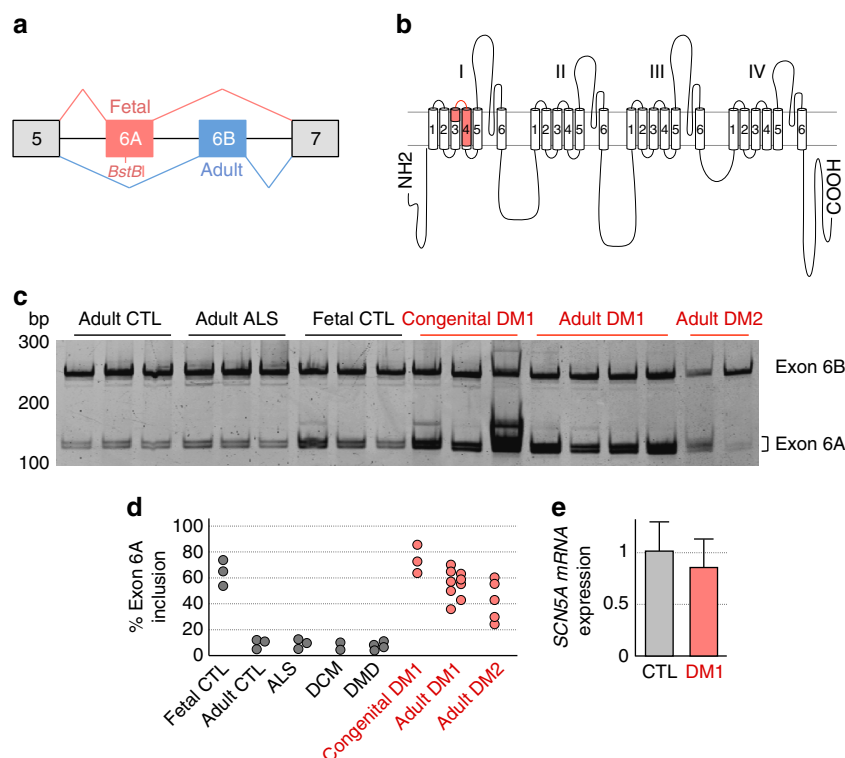 a
Fetal
5 6A 6B 7
BstBI Adult
b
I II III IV
1 2 3 4 5 6 1 2 3 4 5 6 1 2 3 4 5 6 1 2 3 4 5 6
NH2
COOH
c
bp Adult CTL Adult ALS Fetal CTL Congenital DM1 Adult DM1 Adult DM2
300
Exon 6B
200
Exon 6A
100
d
% Exon 6A
inclusion
100
80
60
40
20
0
Fetal CTL
Adult CTL
ALS
DCM
DMD
Congenital DM1
Adult DM1
Adult DM2
e
SCN5A mRNA
expression
1
0.5
0
CTL DM1